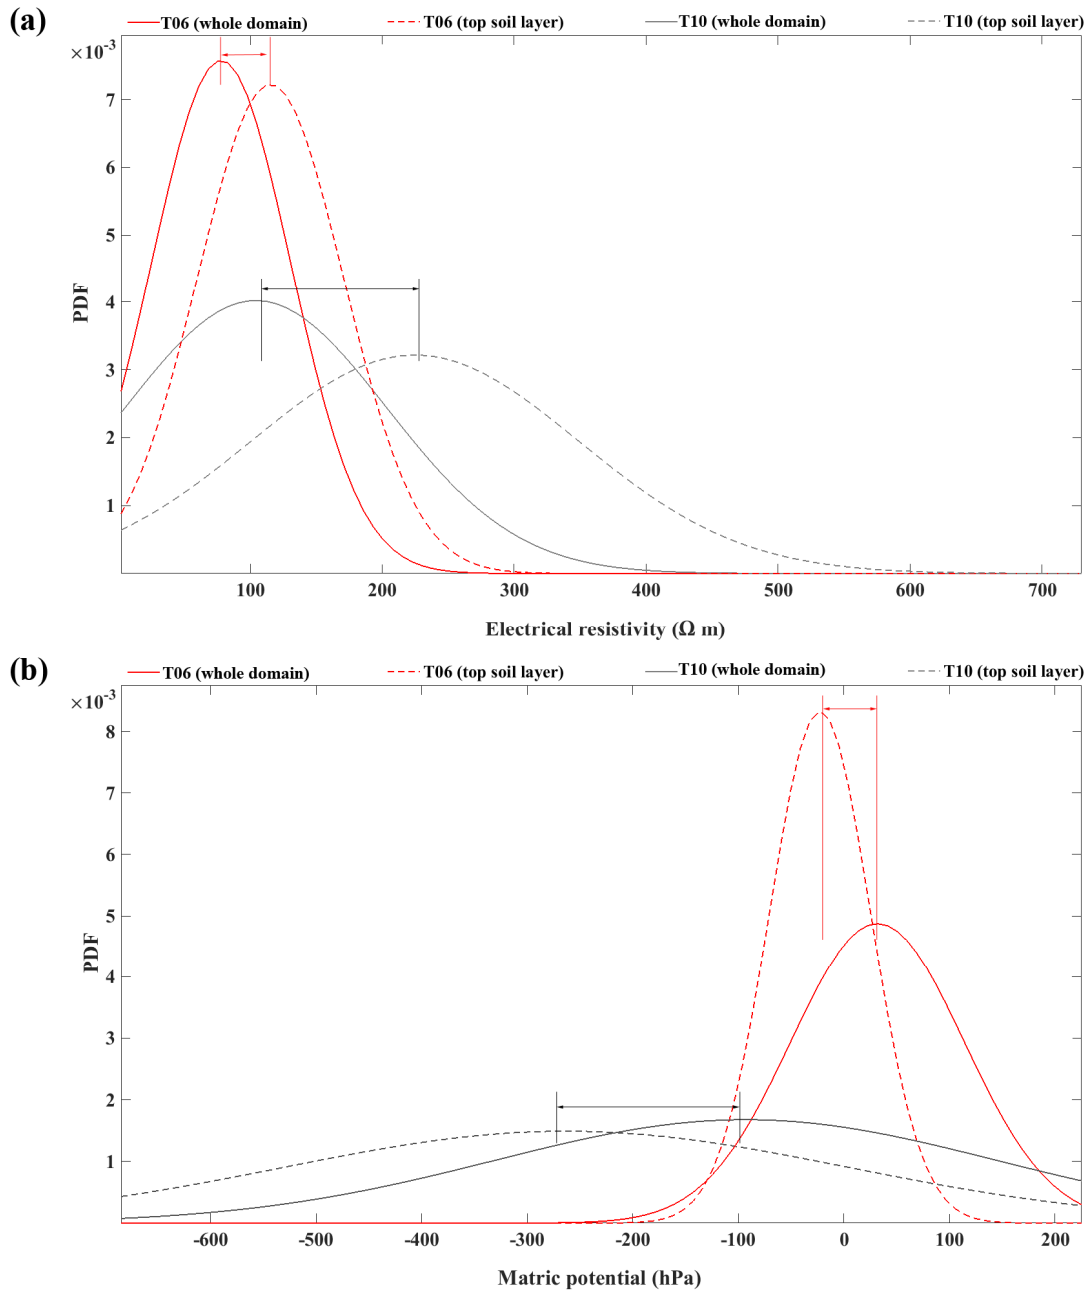 (a)
T06 (whole domain) T06 (top soil layer) T10 (whole domain) T10 (top soil layer)
×10⁻³
7
6
5
4
3
2
1
PDF
100 200 300 400 500 600 700
Electrical resistivity (Ω m)
(b)
T06 (whole domain) T06 (top soil layer) T10 (whole domain) T10 (top soil layer)
×10⁻³
8
7
6
5
4
3
2
1
PDF
-600 -500 -400 -300 -200 -100 0 100 200
Matric potential (hPa)